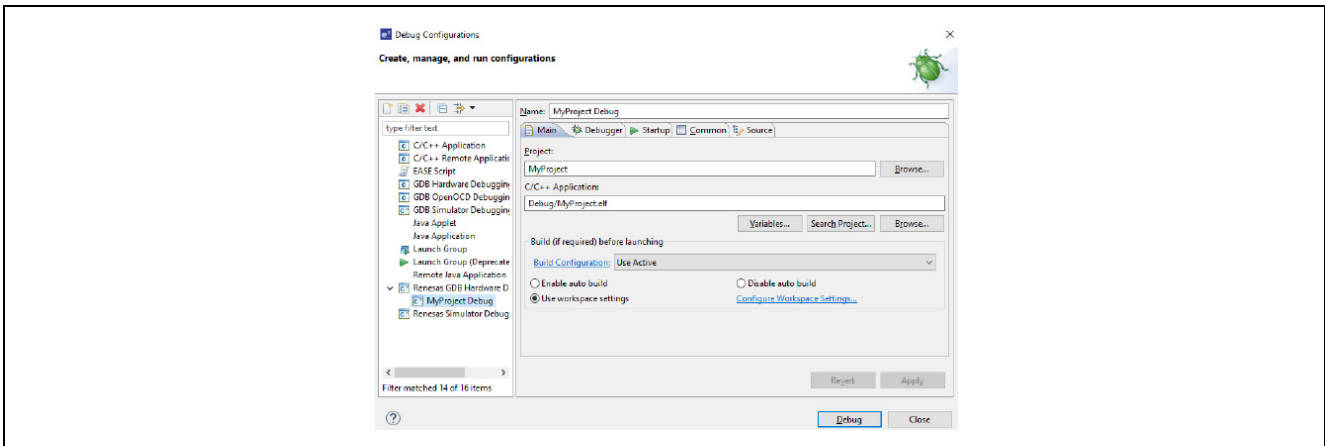 Debug Configurations
Create, manage, and run configurations
type filter text
C/C++ Application
C/C++ Remote Applicatic
EASE Script
GDB Hardware Debugging
GDB OpenOCD Debuggin
GDB Simulator Debugging
Java Applet
Java Application
Launch Group
Launch Group (Deprecate
Remote Java Application
Renesas GDB Hardware D
MyProject Debug
Renesas Simulator Debug
Filter matched 14 of 16 items
Name: MyProject Debug
Main Debugger Startup Common Source
Project:
MyProject Browse...
C/C++ Application:
Debug/MyProject.elf
Variables... Search Project... Browse...
Build (if required) before launching
Build Configuration: Use Active
Enable auto build Disable auto build
Use workspace settings Configure Workspace Settings...
Revert Apply
Debug Close